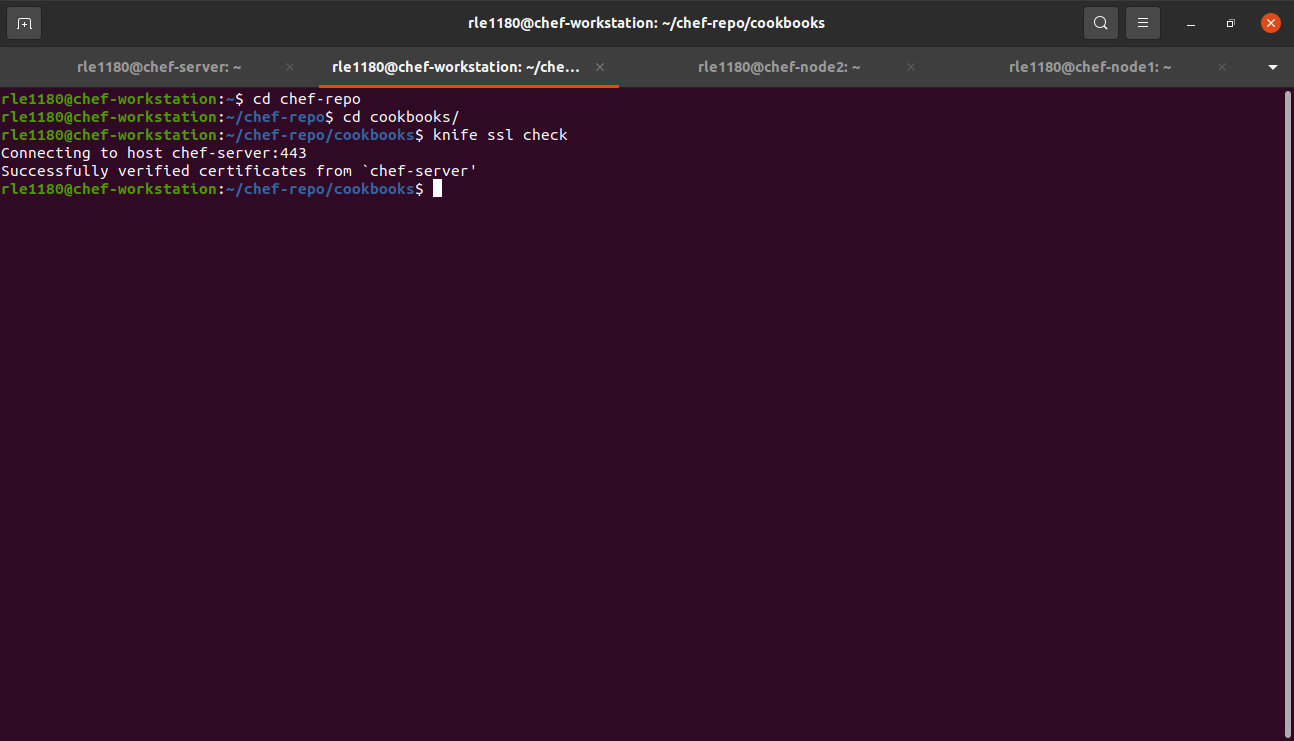 rle1180@chef-workstation: ~/chef-repo/cookbooks
rle1180@chef-server: ~
rle1180@chef-workstation: ~/che...
rle1180@chef-node2: ~
rle1180@chef-node1: ~
rle1180@chef-workstation:~$ cd chef-repo
rle1180@chef-workstation:~/chef-repo$ cd cookbooks/
rle1180@chef-workstation:~/chef-repo/cookbooks$ knife ssl check
Connecting to host chef-server:443
Successfully verified certificates from `chef-server'
rle1180@chef-workstation:~/chef-repo/cookbooks$